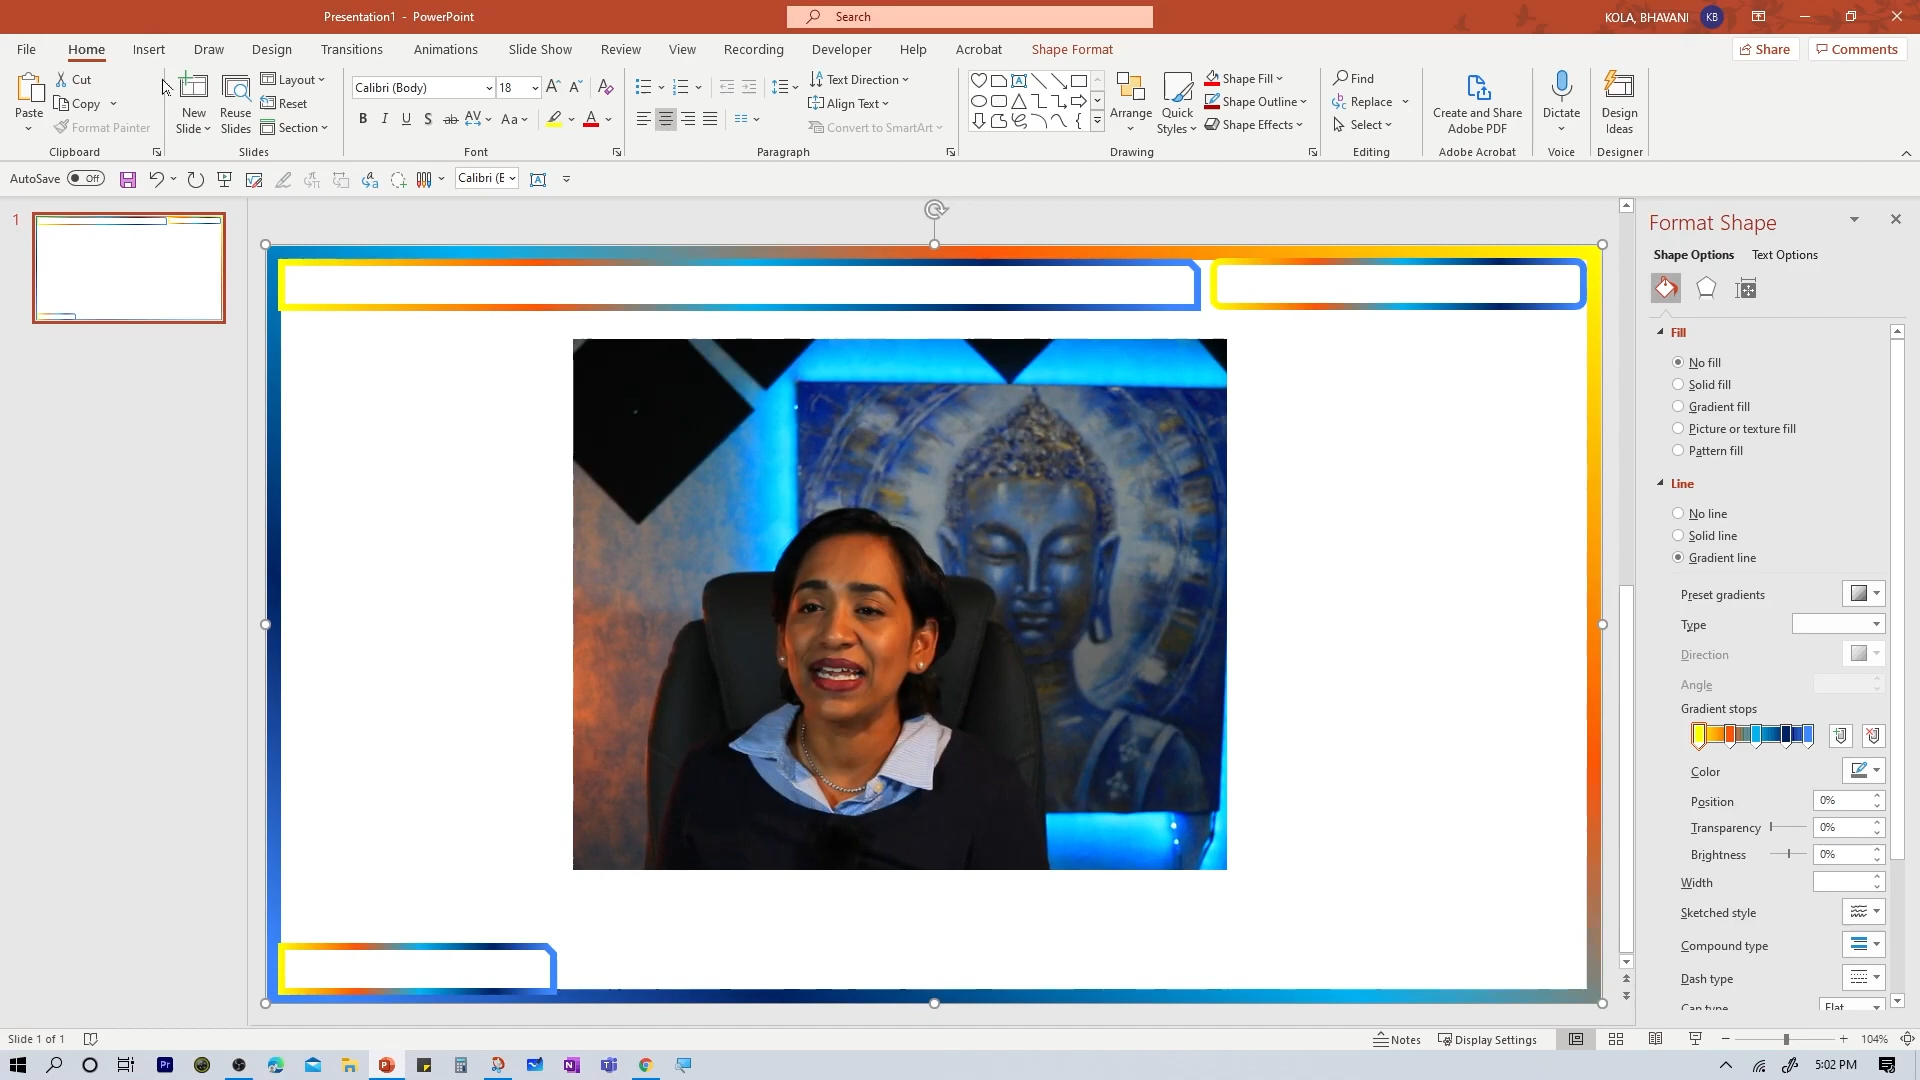 Presentation1 - PowerPoint
Search
KOLA, BHAVANI KB
File Home Insert Draw Design Transitions Animations Slide Show Review View Recording Developer Help Acrobat Shape Format
Share Comments
Paste
Cut
Copy
Format Painter
Clipboard
New Slide
Reuse Slides
Layout
Reset
Section
Slides
Calibri (Body) 18
B I U S ab AV Aa A
Font
Text Direction
Align Text
Convert to SmartArt
Paragraph
Arrange
Quick Styles
Shape Fill
Shape Outline
Shape Effects
Drawing
Find
Replace
Select
Editing
Create and Share Adobe PDF
Adobe Acrobat
Dictate
Voice
Design Ideas
Designer
AutoSave Off
Calibri (E
1
Format Shape
Shape Options Text Options
Fill
No fill
Solid fill
Gradient fill
Picture or texture fill
Pattern fill
Line
No line
Solid line
Gradient line
Preset gradients
Type
Direction
Angle
Gradient stops
Color
Position 0%
Transparency 0%
Brightness 0%
Width
Sketched style
Compound type
Dash type
Cap type Flat
Slide 1 of 1
Notes Display Settings
104%
5:02 PM